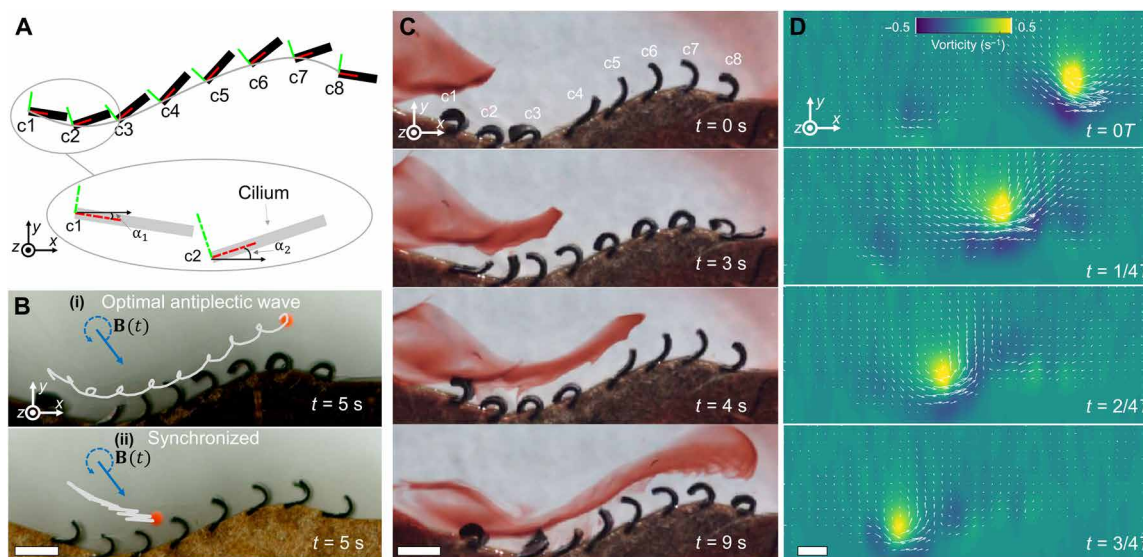 A
c1
c2
c3
c4
c5
c6
c7
c8
Cilium
c1
α1
c2
α2
y
z
x
B
(i)
Optimal antiplectic wave
B(t)
y
z
x
t = 5 s
(ii)
Synchronized
B(t)
t = 5 s
C
c1
c2
c3
c4
c5
c6
c7
c8
y
z
x
t = 0 s
t = 3 s
t = 4 s
t = 9 s
D
−0.5
0.5
Vorticity (s⁻¹)
y
z
x
t = 0T
t = 1/4T
t = 2/4T
t = 3/4